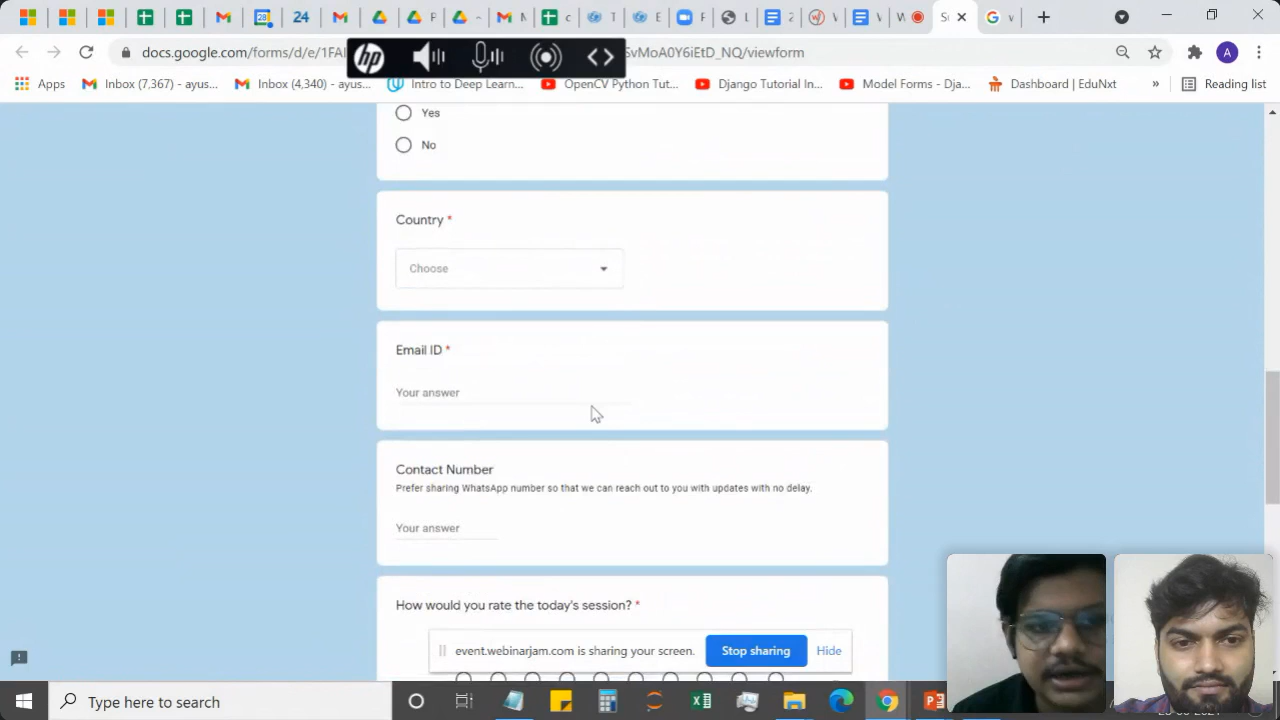 28
24
P
M
c
T
E
F
L
2
V
W
S
v
docs.google.com/forms/d/e/1FAI
SvMoA0Y6iEtD_NQ/viewform
hp
A
Apps
Inbox (7,367) - ayus...
Inbox (4,340) - ayus...
Intro to Deep Learn...
OpenCV Python Tut...
Django Tutorial In...
Model Forms - Dja...
Dashboard | EduNxt
»
Reading list
Yes
No
Country *
Choose
Email ID *
Your answer
Contact Number
Prefer sharing WhatsApp number so that we can reach out to you with updates with no delay.
Your answer
How would you rate the today's session? *
event.webinarjam.com is sharing your screen.
Stop sharing
Hide
Type here to search